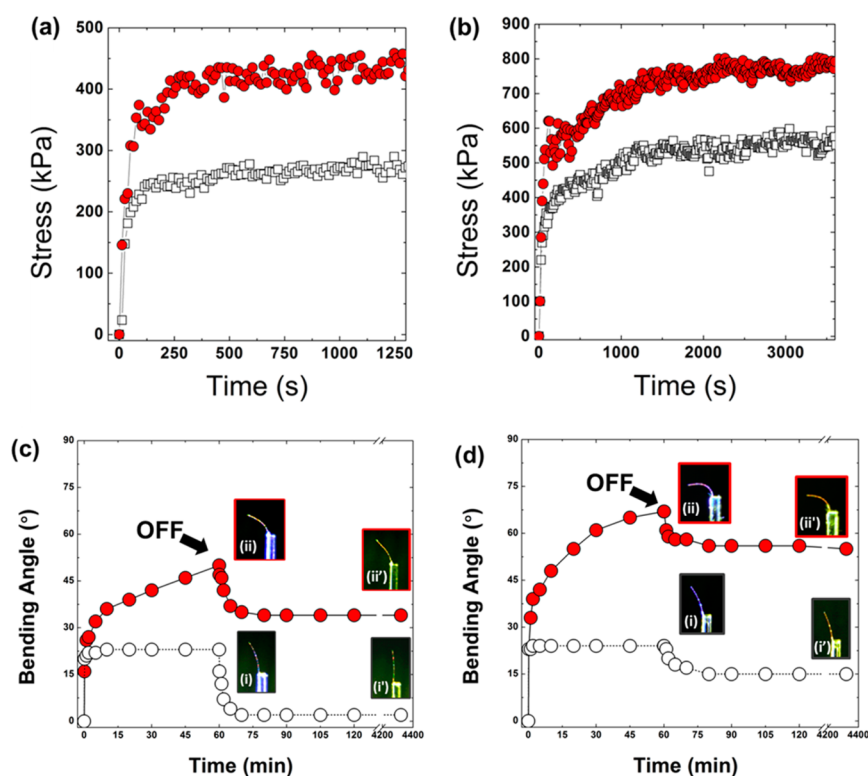 (a)
500
400
300
200
100
0
Stress (kPa)
0 250 500 750 1000 1250
Time (s)
(b)
900
800
700
600
500
400
300
200
100
0
Stress (kPa)
0 1000 2000 3000
Time (s)
(c)
90
75
60
45
30
15
0
Bending Angle (°)
OFF
(ii)
(ii')
(i)
(i')
0 15 30 45 60 75 90 105 120 4200 4400
Time (min)
(d)
90
75
60
45
30
15
0
Bending Angle (°)
OFF
(ii)
(ii')
(i)
(i')
0 15 30 45 60 75 90 105 120 4200 4400
Time (min)